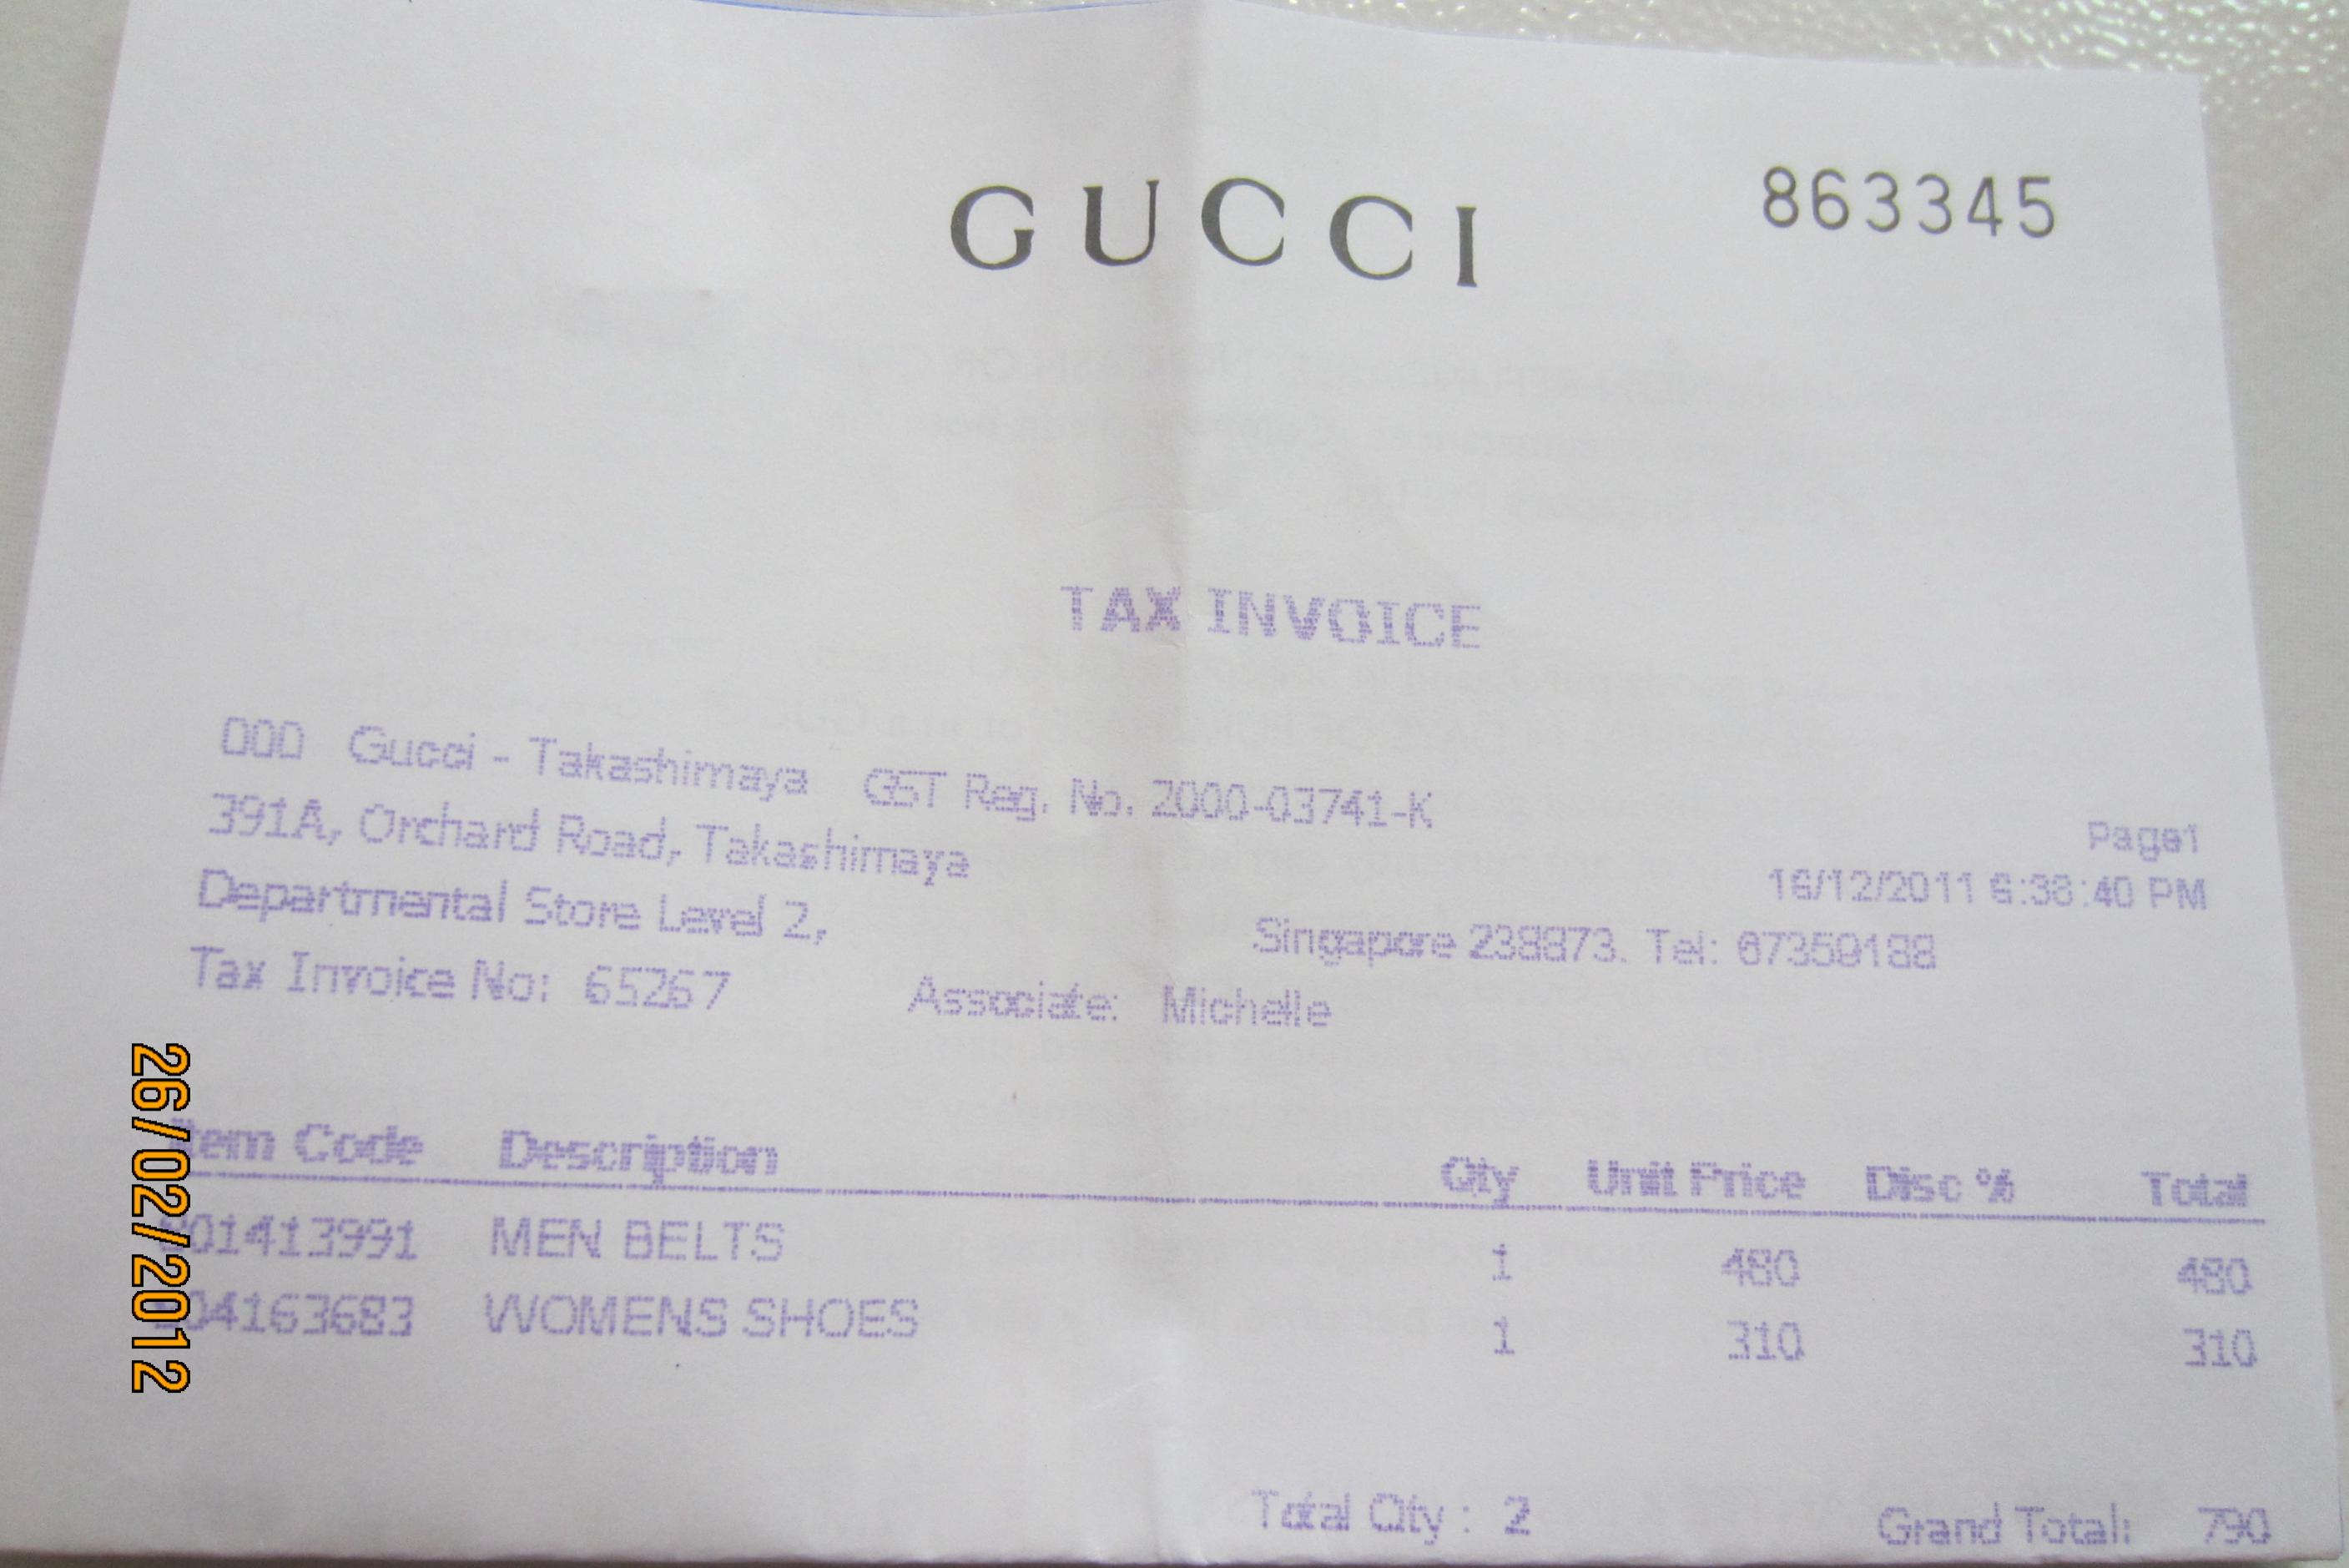 GUCCI 863345
TAX INVOICE
000 Gucci - Takashimaya GST Reg. No. 2000-03741-K
391A, Orchard Road, Takashimaya
Page1
Departmental Store Level 2,
16/12/2011 6:38:40 PM
Singapore 238873. Tel: 67359188
Tax Invoice No: 65267 Associate: Michelle
Item Code Description Qty Unit Price Disc % Total
MEN BELTS 1 480 480
WOMENS SHOES 1 310 310
Total Qty : 2 Grand Total: 790
26/02/2012